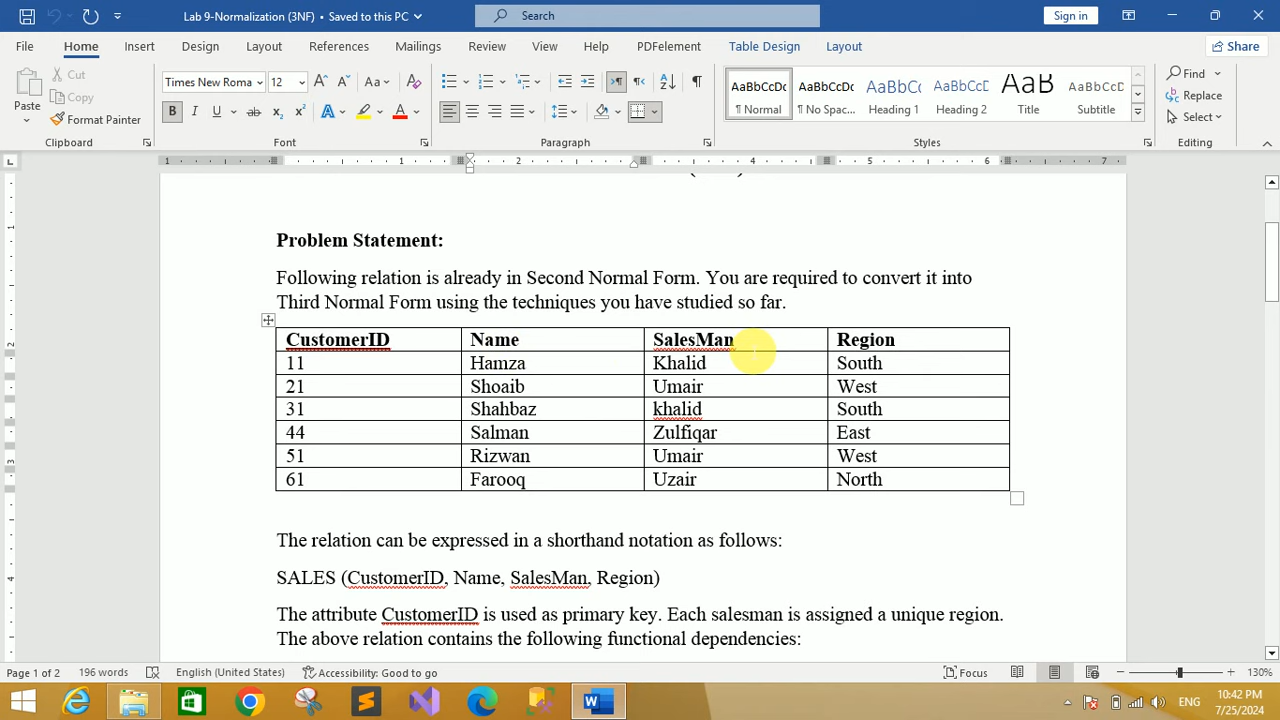 Lab 9-Normalization (3NF) - Saved to this PC
Search
Sign in
File Home Insert Design Layout References Mailings Review View Help PDFelement Table Design Layout Share
Paste
Cut
Copy
Format Painter
Clipboard
Times New Roma 12
Font
Paragraph
AaBbCcDc AaBbCcDc AaBbCc AaBbCcD AaB AaBbCcD
¶ Normal ¶ No Spac... Heading 1 Heading 2 Title Subtitle
Styles
Find
Replace
Select
Editing
1 1 2 4 5 6 7
Problem Statement:
Following relation is already in Second Normal Form. You are required to convert it into
Third Normal Form using the techniques you have studied so far.
CustomerID Name SalesMan Region
11 Hamza Khalid South
21 Shoaib Umair West
31 Shahbaz khalid South
44 Salman Zulfiqar East
51 Rizwan Umair West
61 Farooq Uzair North
The relation can be expressed in a shorthand notation as follows:
SALES (CustomerID, Name, SalesMan, Region)
The attribute CustomerID is used as primary key. Each salesman is assigned a unique region.
The above relation contains the following functional dependencies:
Page 1 of 2 196 words English (United States) Accessibility: Good to go Focus 130%
ENG
10:42 PM
7/25/2024